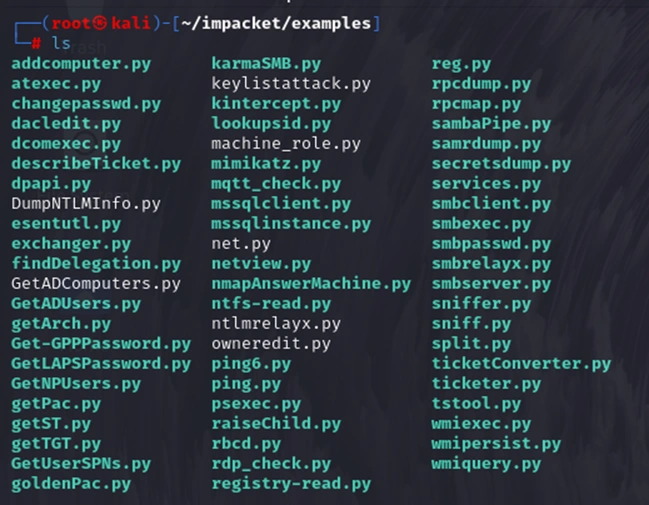 ┌──(root㉿kali)-[~/impacket/examples]
└─# ls
addcomputer.py karmaSMB.py reg.py
atexec.py keylistattack.py rpcdump.py
changepasswd.py kintercept.py rpcmap.py
dacledit.py lookupsid.py sambaPipe.py
dcomexec.py machine_role.py samrdump.py
describeTicket.py mimikatz.py secretsdump.py
dpapi.py mqtt_check.py services.py
DumpNTLMInfo.py mssqlclient.py smbclient.py
esentutl.py mssqlinstance.py smbexec.py
exchanger.py net.py smbpasswd.py
findDelegation.py netview.py smbrelayx.py
GetADComputers.py nmapAnswerMachine.py smbserver.py
GetADUsers.py ntfs-read.py sniffer.py
getArch.py ntlmrelayx.py sniff.py
Get-GPPPassword.py owneredit.py split.py
GetLAPSPassword.py ping6.py ticketConverter.py
GetNPUsers.py ping.py ticketer.py
getPac.py psexec.py tstool.py
getST.py raiseChild.py wmiexec.py
getTGT.py rbcd.py wmipersist.py
GetUserSPNs.py rdp_check.py wmiquery.py
goldenPac.py registry-read.py